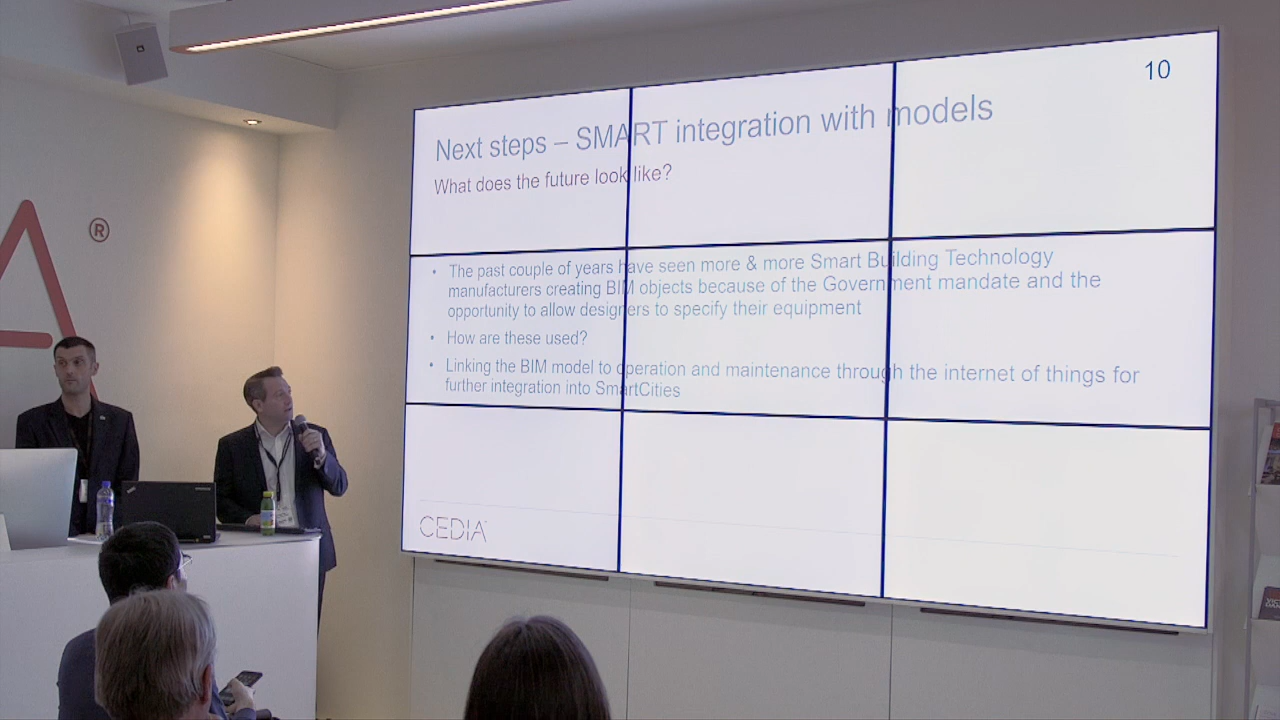 10
Next steps – SMART integration with models
What does the future look like?
• The past couple of years have seen more & more Smart Building Technology
manufacturers creating BIM objects because of the Government mandate and the
opportunity to allow designers to specify their equipment
• How are these used?
• Linking the BIM model to operation and maintenance through the internet of things for
further integration into SmartCities
CEDIA
A®